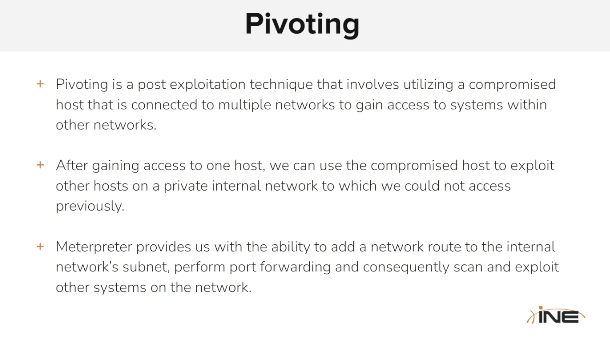 Pivoting
+ Pivoting is a post exploitation technique that involves utilizing a compromised
host that is connected to multiple networks to gain access to systems within
other networks.
+ After gaining access to one host, we can use the compromised host to exploit
other hosts on a private internal network to which we could not access
previously.
+ Meterpreter provides us with the ability to add a network route to the internal
network's subnet, perform port forwarding and consequently scan and exploit
other systems on the network.
iNE